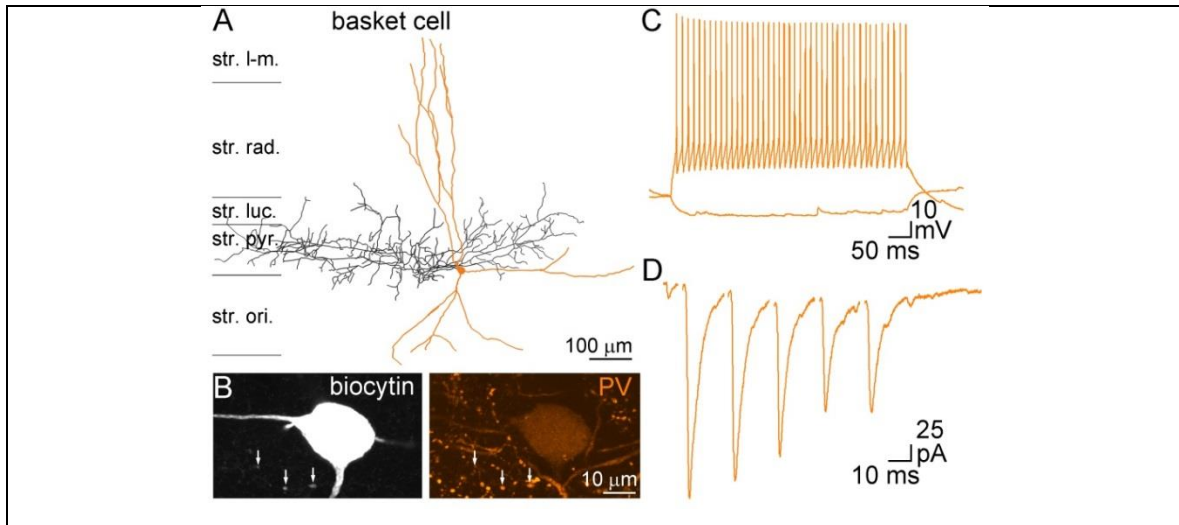 A
basket cell
str. l-m.
str. rad.
str. luc.
str. pyr.
str. ori.
100 μm
B
biocytin
PV
10 μm
C
10
mV
50 ms
D
25
pA
10 ms